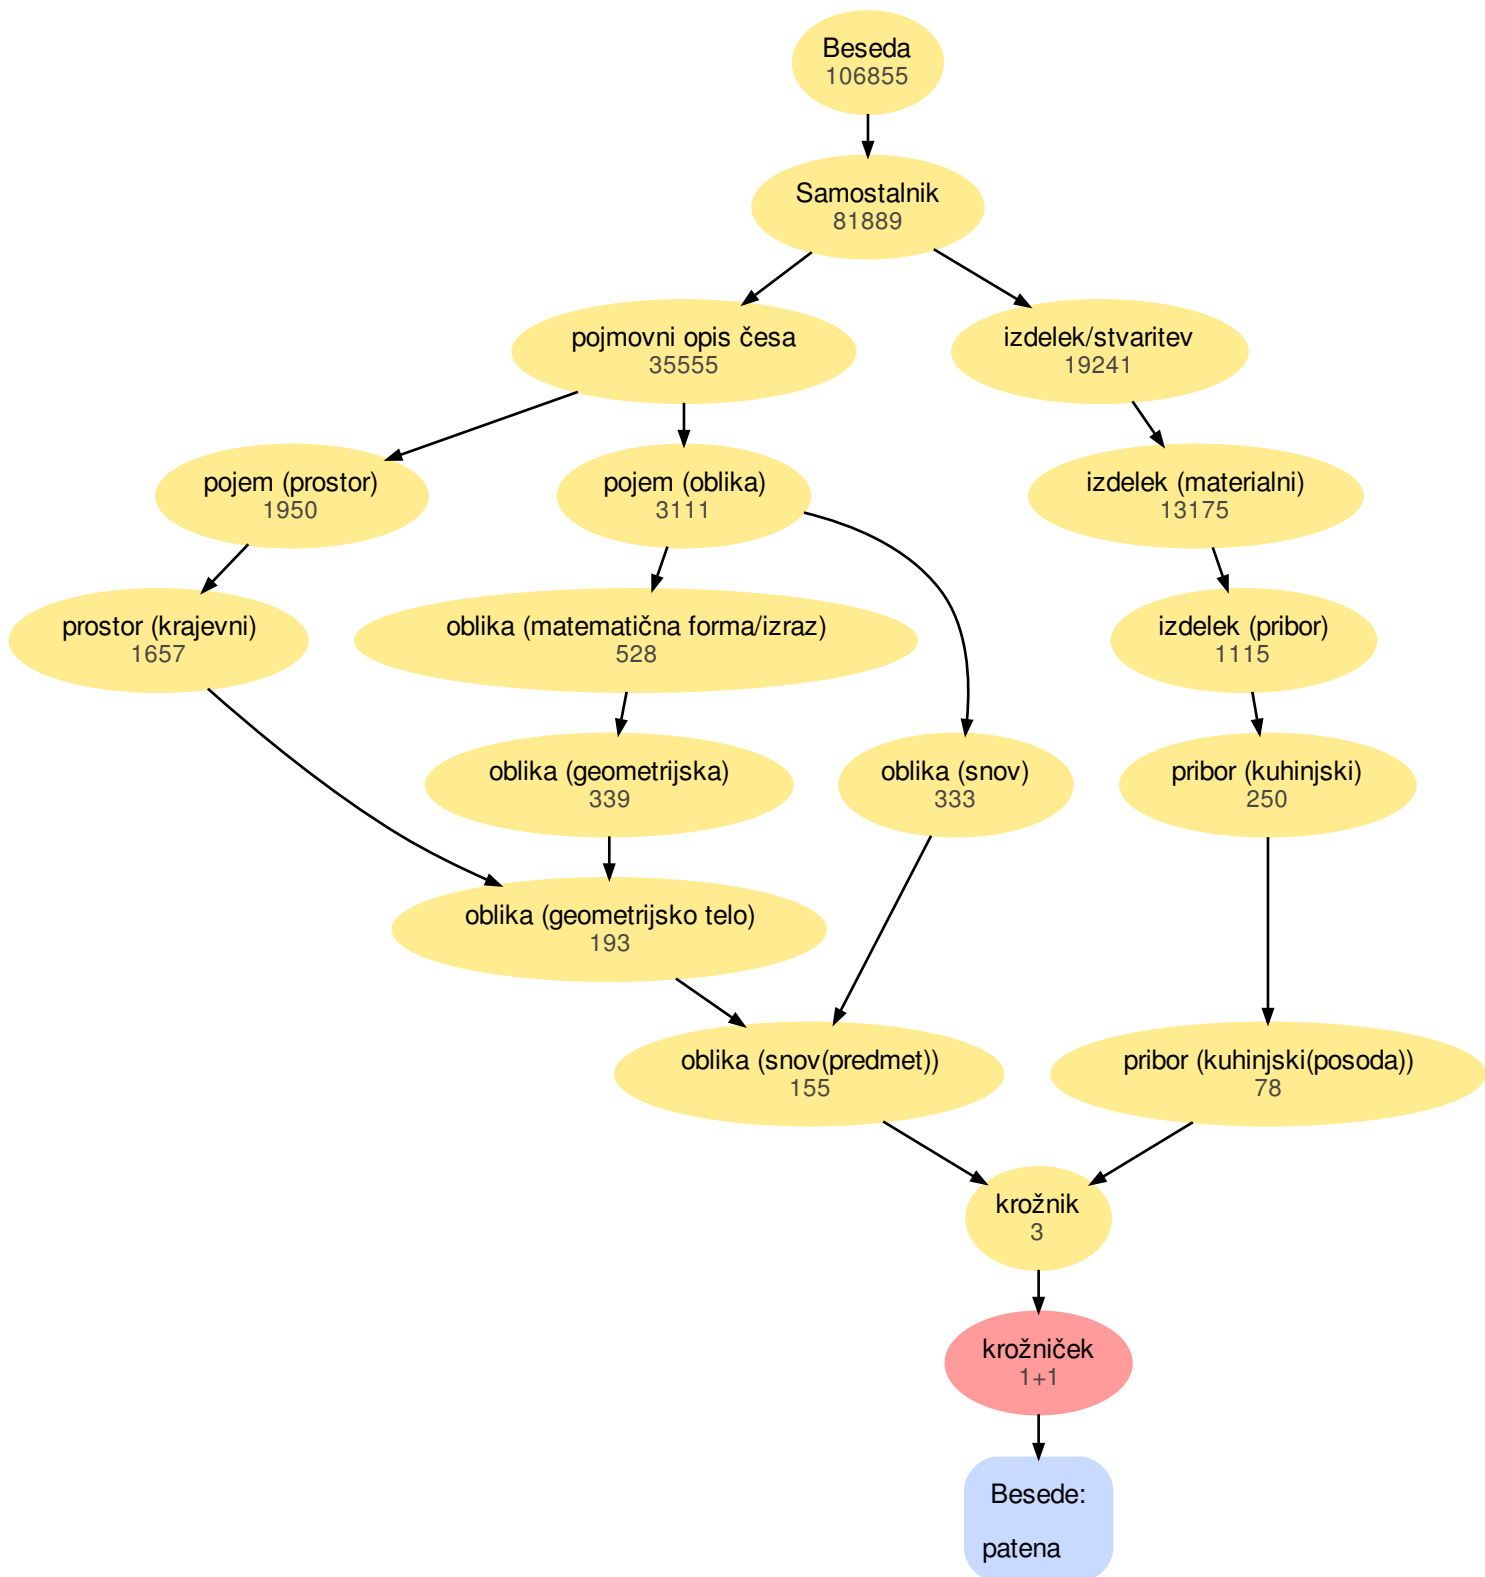 Beseda
106855
Samostalnik
81889
pojmovni opis česa
35555
izdelek/stvaritev
19241
pojem (prostor)
1950
pojem (oblika)
3111
izdelek (materialni)
13175
prostor (krajevni)
1657
oblika (matematična forma/izraz)
528
izdelek (pribor)
1115
oblika (geometrijska)
339
oblika (snov)
333
pribor (kuhinjski)
250
oblika (geometrijsko telo)
193
oblika (snov(predmet))
155
pribor (kuhinjski(posoda))
78
krožnik
3
krožniček
1+1
Besede:
patena